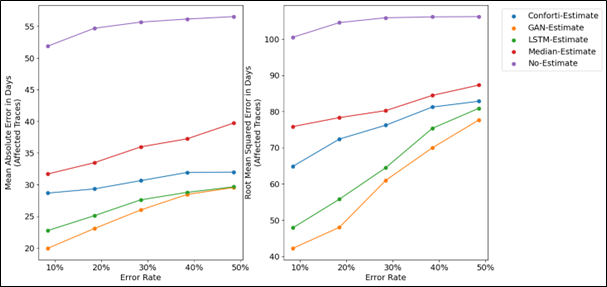 Mean Absolute Error in Days
(Affected Traces)
55
50
45
40
35
30
25
20
10%
20%
30%
40%
50%
Error Rate
Root Mean Squared Error in Days
(Affected Traces)
100
90
80
70
60
50
40
10%
20%
30%
40%
50%
Error Rate
Conforti-Estimate
GAN-Estimate
LSTM-Estimate
Median-Estimate
No-Estimate